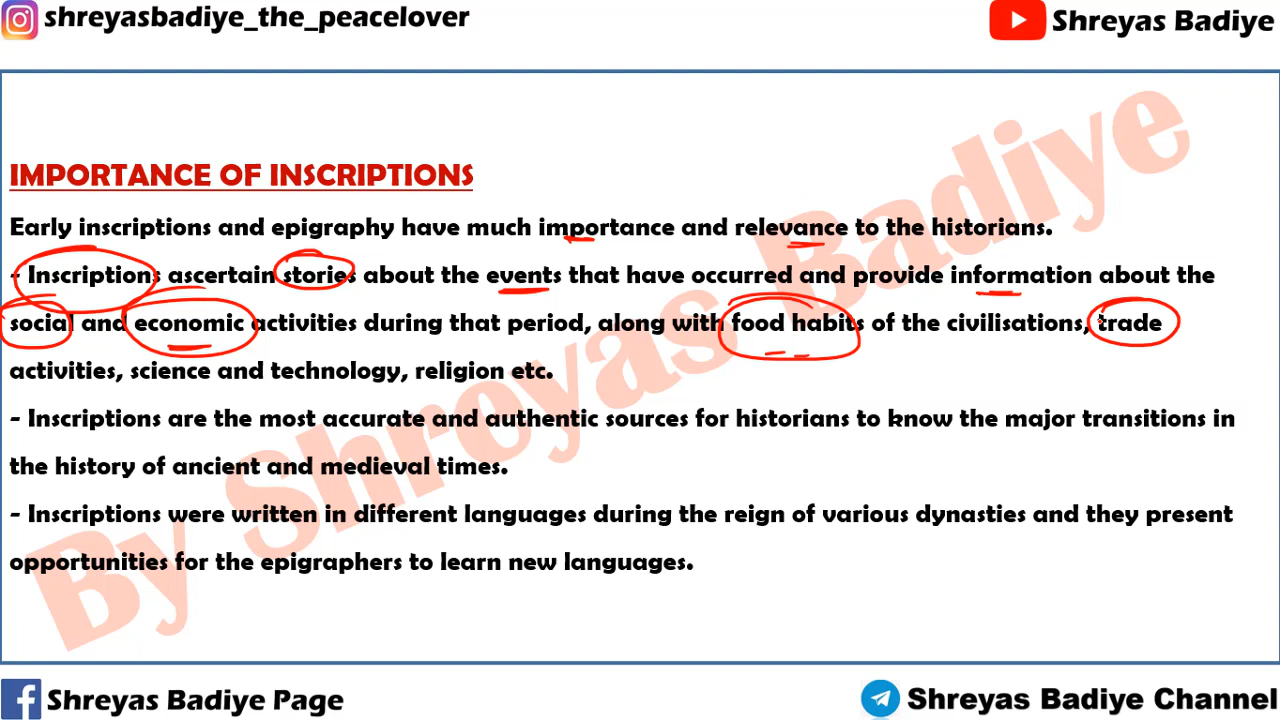 shreyasbadiye_the_peacelover
Shreyas Badiye
IMPORTANCE OF INSCRIPTIONS
Early inscriptions and epigraphy have much importance and relevance to the historians.
- Inscriptions ascertain stories about the events that have occurred and provide information about the
social and economic activities during that period, along with food habits of the civilisations, trade
activities, science and technology, religion etc.
- Inscriptions are the most accurate and authentic sources for historians to know the major transitions in
the history of ancient and medieval times.
- Inscriptions were written in different languages during the reign of various dynasties and they present
opportunities for the epigraphers to learn new languages.
By Shreyas Badiye
Shreyas Badiye Page
Shreyas Badiye Channel